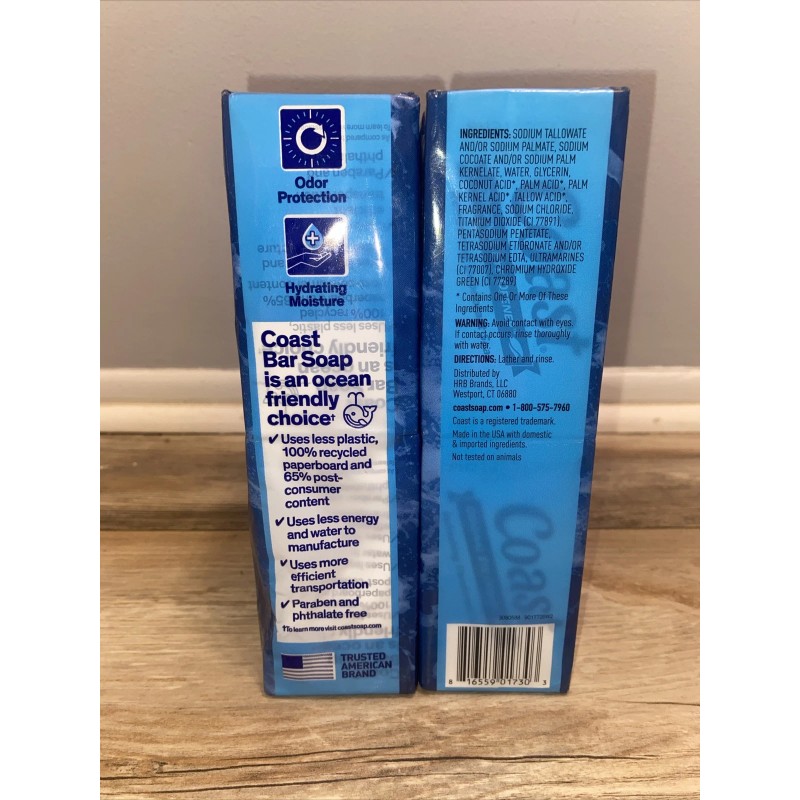 Odor
Protection
Hydrating
Moisture
Coast
Bar Soap
is an ocean
friendly
choice†
✓ Uses less plastic,
100% recycled
paperboard and
65% post-
consumer
content
✓ Uses less energy
and water to
manufacture
✓ Uses more
efficient
transportation
✓ Paraben and
phthalate free
†To learn more visit coastsoap.com
TRUSTED
AMERICAN
BRAND
INGREDIENTS: SODIUM TALLOWATE
AND/OR SODIUM PALMATE, SODIUM
COCOATE AND/OR SODIUM PALM
KERNELATE, WATER, GLYCERIN,
COCONUT ACID*, PALM ACID*, PALM
KERNEL ACID*, TALLOW ACID*,
FRAGRANCE, SODIUM CHLORIDE,
TITANIUM DIOXIDE (CI 77891),
PENTASODIUM PENTETATE,
TETRASODIUM ETIDRONATE AND/OR
TETRASODIUM EDTA, ULTRAMARINES
(CI 77007), CHROMIUM HYDROXIDE
GREEN (CI 77289)
* Contains One Or More Of These
Ingredients
WARNING: Avoid contact with eyes.
If contact occurs, rinse thoroughly
with water.
DIRECTIONS: Lather and rinse.
Distributed by
HRB Brands, LLC
Westport, CT 06880
coastsoap.com • 1-800-575-7960
Coast is a registered trademark.
Made in the USA with domestic
& imported ingredients.
Not tested on animals
Coast
8 16559 01730 3